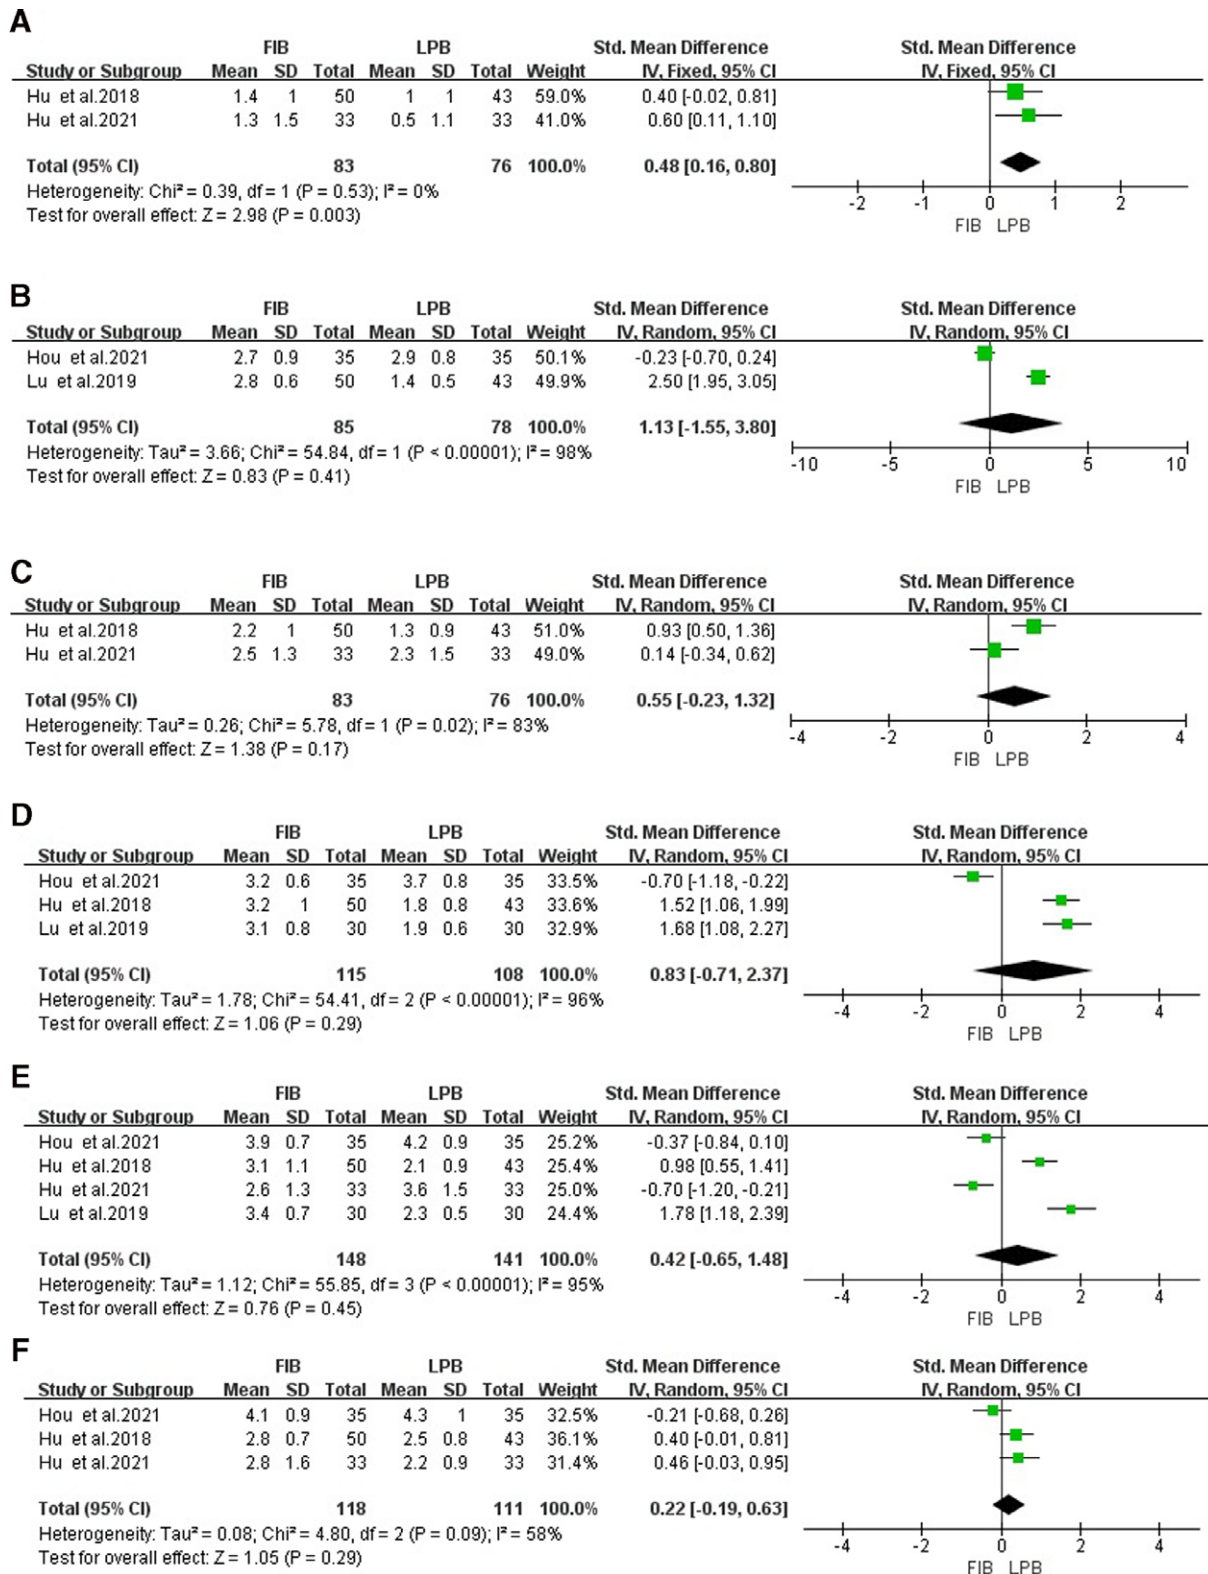 A
FIB LPB Std. Mean Difference Std. Mean Difference
Study or Subgroup Mean SD Total Mean SD Total Weight IV, Fixed, 95% CI IV, Fixed, 95% CI
Hu et al.2018 1.4 1 50 1 1 43 59.0% 0.40 [-0.02, 0.81]
Hu et al.2021 1.3 1.5 33 0.5 1.1 33 41.0% 0.60 [0.11, 1.10]
Total (95% CI) 83 76 100.0% 0.48 [0.16, 0.80]
Heterogeneity: Chi² = 0.39, df = 1 (P = 0.53); I² = 0%
Test for overall effect: Z = 2.98 (P = 0.003)
-2 -1 0 1 2
FIB LPB
B
FIB LPB Std. Mean Difference Std. Mean Difference
Study or Subgroup Mean SD Total Mean SD Total Weight IV, Random, 95% CI IV, Random, 95% CI
Hou et al.2021 2.7 0.9 35 2.9 0.8 35 50.1% -0.23 [-0.70, 0.24]
Lu et al.2019 2.8 0.6 50 1.4 0.5 43 49.9% 2.50 [1.95, 3.05]
Total (95% CI) 85 78 100.0% 1.13 [-1.55, 3.80]
Heterogeneity: Tau² = 3.66; Chi² = 54.84, df = 1 (P < 0.00001); I² = 98%
Test for overall effect: Z = 0.83 (P = 0.41)
-10 -5 0 5 10
FIB LPB
C
FIB LPB Std. Mean Difference Std. Mean Difference
Study or Subgroup Mean SD Total Mean SD Total Weight IV, Random, 95% CI IV, Random, 95% CI
Hu et al.2018 2.2 1 50 1.3 0.9 43 51.0% 0.93 [0.50, 1.36]
Hu et al.2021 2.5 1.3 33 2.3 1.5 33 49.0% 0.14 [-0.34, 0.62]
Total (95% CI) 83 76 100.0% 0.55 [-0.23, 1.32]
Heterogeneity: Tau² = 0.26; Chi² = 5.78, df = 1 (P = 0.02); I² = 83%
Test for overall effect: Z = 1.38 (P = 0.17)
-4 -2 0 2 4
FIB LPB
D
FIB LPB Std. Mean Difference Std. Mean Difference
Study or Subgroup Mean SD Total Mean SD Total Weight IV, Random, 95% CI IV, Random, 95% CI
Hou et al.2021 3.2 0.6 35 3.7 0.8 35 33.5% -0.70 [-1.18, -0.22]
Hu et al.2018 3.2 1 50 1.8 0.8 43 33.6% 1.52 [1.06, 1.99]
Lu et al.2019 3.1 0.8 30 1.9 0.6 30 32.9% 1.68 [1.08, 2.27]
Total (95% CI) 115 108 100.0% 0.83 [-0.71, 2.37]
Heterogeneity: Tau² = 1.78; Chi² = 54.41, df = 2 (P < 0.00001); I² = 96%
Test for overall effect: Z = 1.06 (P = 0.29)
-4 -2 0 2 4
FIB LPB
E
FIB LPB Std. Mean Difference Std. Mean Difference
Study or Subgroup Mean SD Total Mean SD Total Weight IV, Random, 95% CI IV, Random, 95% CI
Hou et al.2021 3.9 0.7 35 4.2 0.9 35 25.2% -0.37 [-0.84, 0.10]
Hu et al.2018 3.1 1.1 50 2.1 0.9 43 25.4% 0.98 [0.55, 1.41]
Hu et al.2021 2.6 1.3 33 3.6 1.5 33 25.0% -0.70 [-1.20, -0.21]
Lu et al.2019 3.4 0.7 30 2.3 0.5 30 24.4% 1.78 [1.18, 2.39]
Total (95% CI) 148 141 100.0% 0.42 [-0.65, 1.48]
Heterogeneity: Tau² = 1.12; Chi² = 55.85, df = 3 (P < 0.00001); I² = 95%
Test for overall effect: Z = 0.76 (P = 0.45)
-4 -2 0 2 4
FIB LPB
F
FIB LPB Std. Mean Difference Std. Mean Difference
Study or Subgroup Mean SD Total Mean SD Total Weight IV, Random, 95% CI IV, Random, 95% CI
Hou et al.2021 4.1 0.9 35 4.3 1 35 32.5% -0.21 [-0.68, 0.26]
Hu et al.2018 2.8 0.7 50 2.5 0.8 43 36.1% 0.40 [-0.01, 0.81]
Hu et al.2021 2.8 1.6 33 2.2 0.9 33 31.4% 0.46 [-0.03, 0.95]
Total (95% CI) 118 111 100.0% 0.22 [-0.19, 0.63]
Heterogeneity: Tau² = 0.08; Chi² = 4.80, df = 2 (P = 0.09); I² = 58%
Test for overall effect: Z = 1.05 (P = 0.29)
-4 -2 0 2 4
FIB LPB